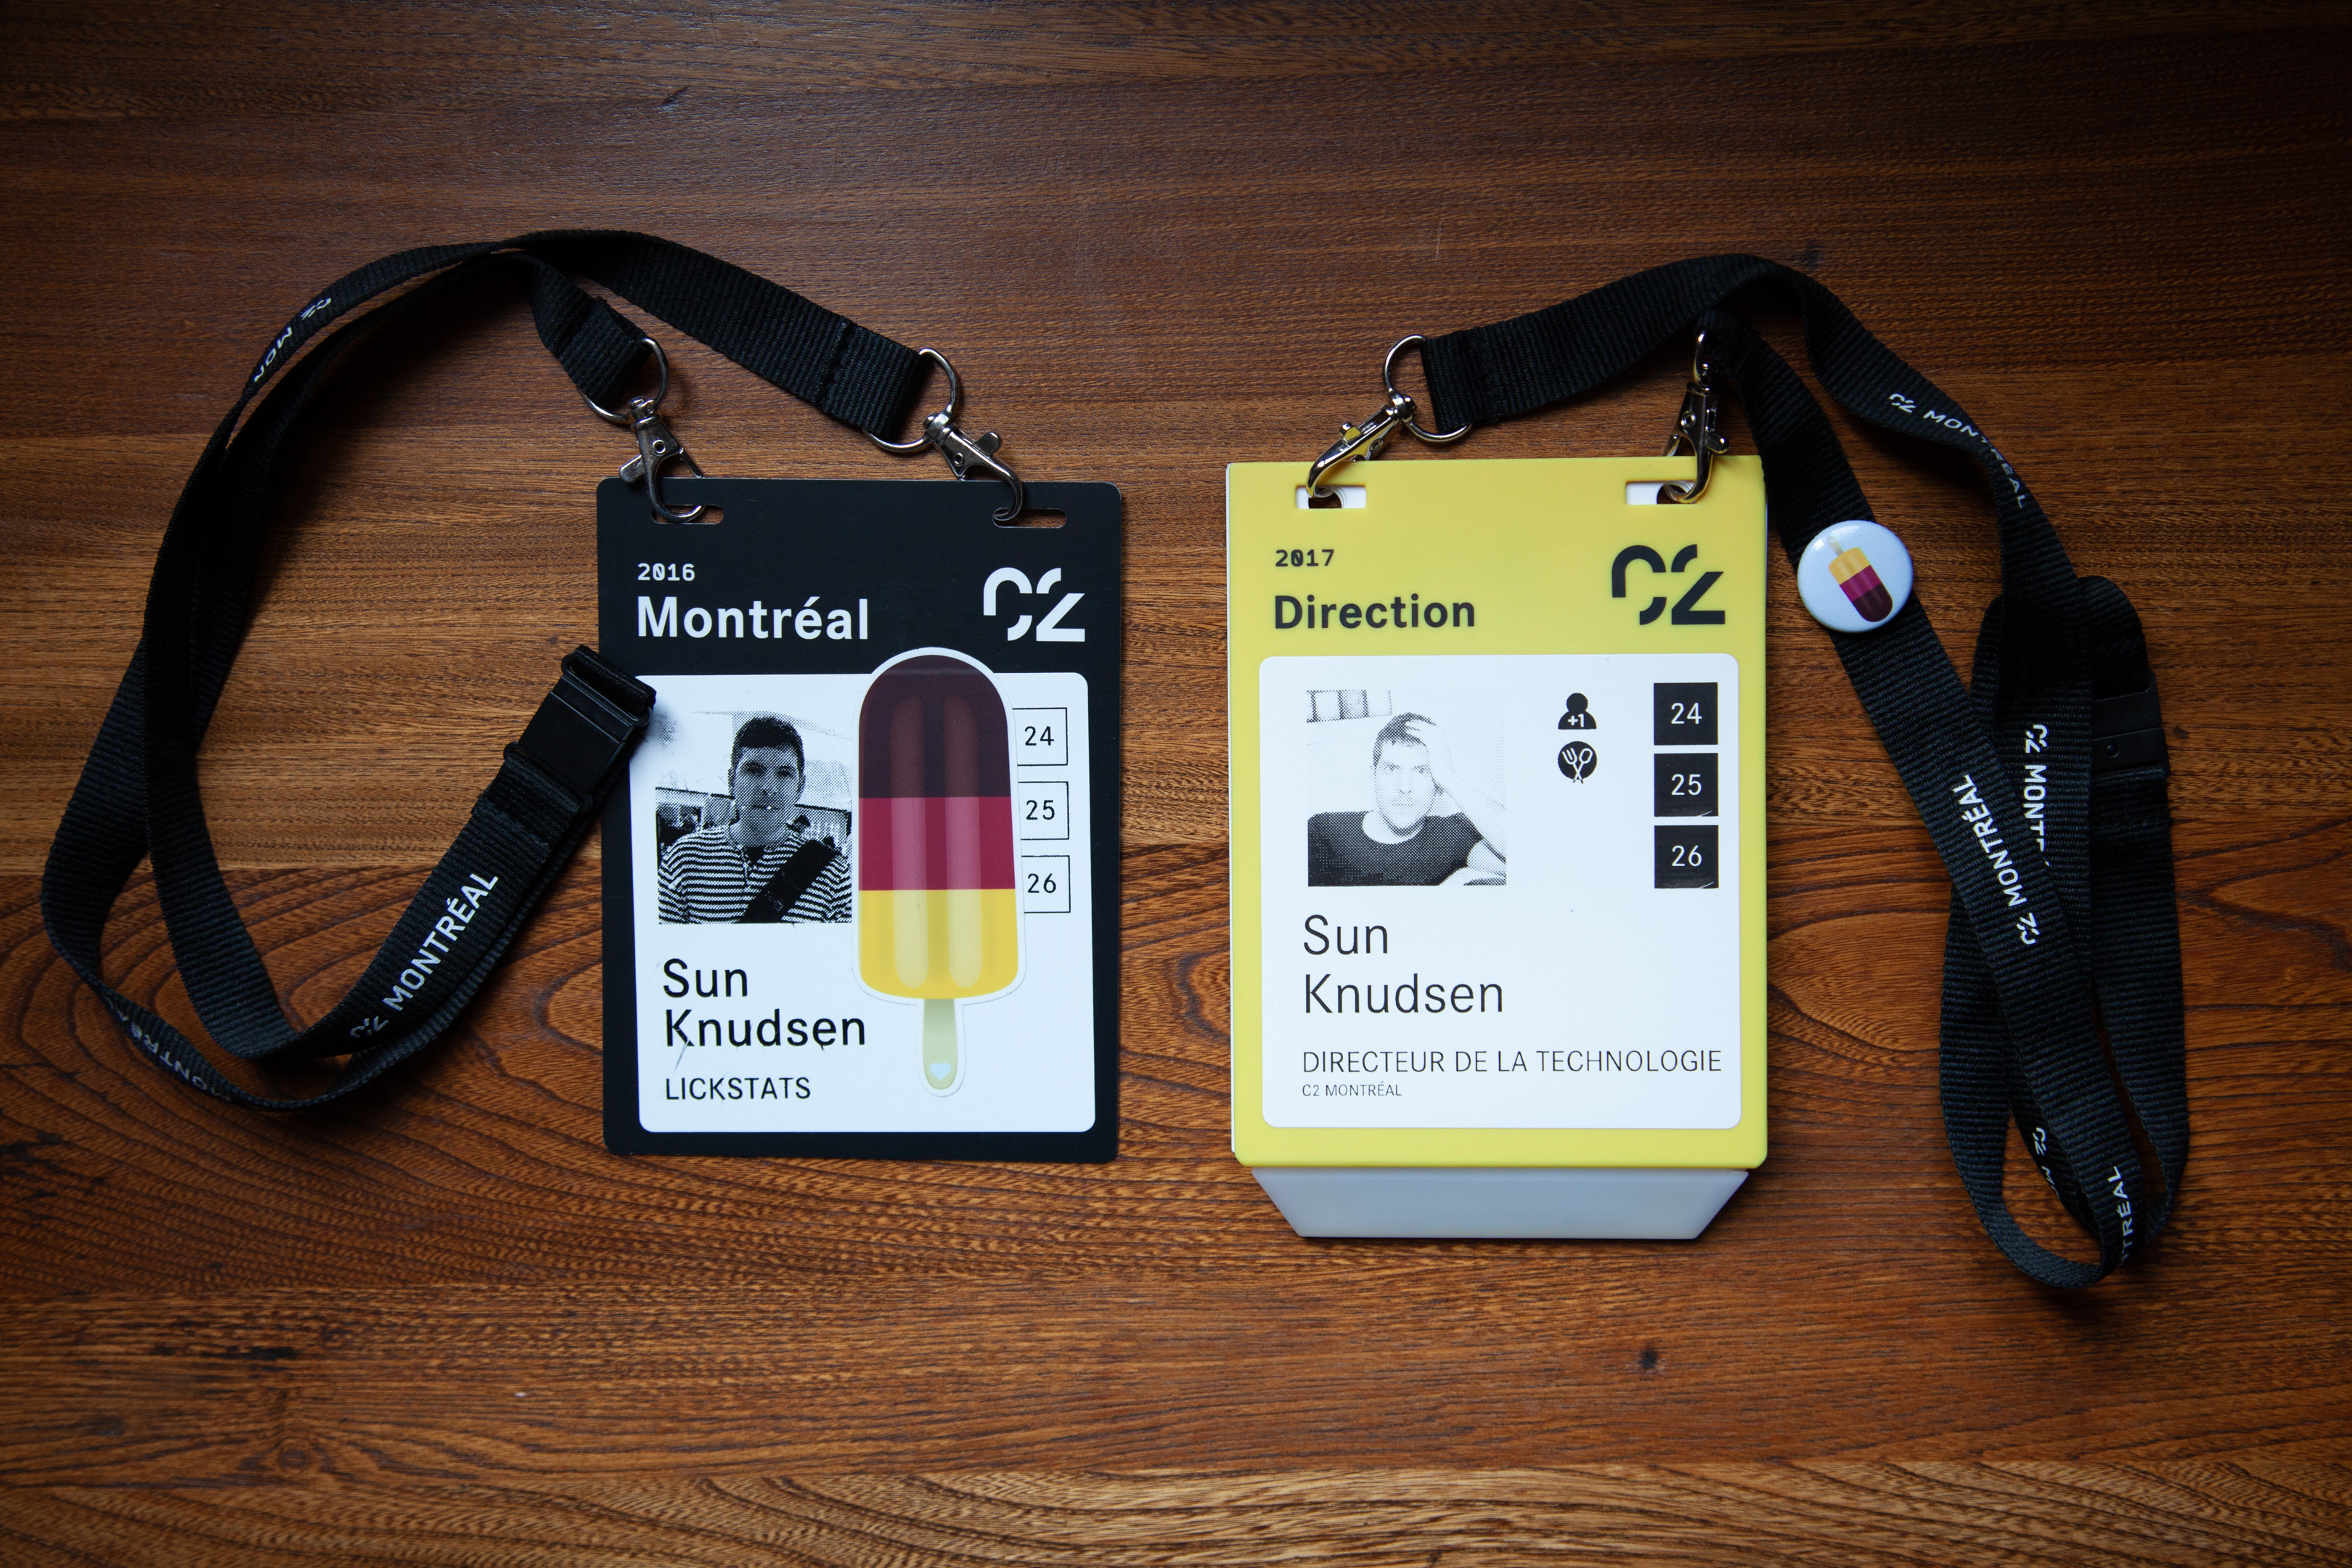 2016
Montréal
C2
24
25
26
Sun
Knudsen
LICKSTATS
C2 MONTRÉAL
C2 MON
2017
Direction
C2
+1
24
25
26
Sun
Knudsen
DIRECTEUR DE LA TECHNOLOGIE
C2 MONTRÉAL
C2 MONTRÉAL
C2 MONTRÉAL